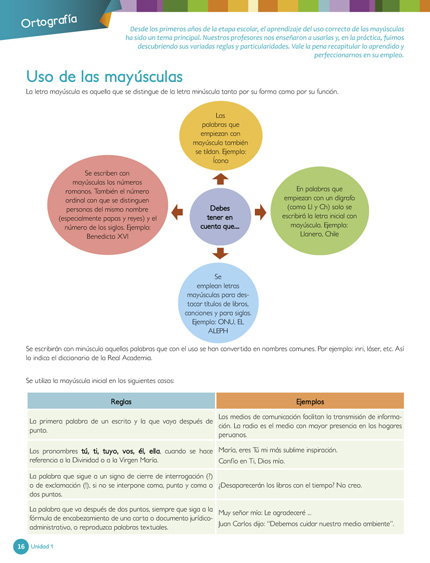 Ortografía
Desde los primeros años de la etapa escolar, el aprendizaje del uso correcto de las mayúsculas
ha sido un tema principal. Nuestros profesores nos enseñaron a usarlas y, en la práctica, fuimos
descubriendo sus variadas reglas y particularidades. Vale la pena recapitular lo aprendido y
perfeccionarnos en su empleo.
Uso de las mayúsculas
La letra mayúscula es aquella que se distingue de la letra minúscula tanto por su forma como por su función.
Las
palabras que
empiezan con
mayúscula también
se tildan. Ejemplo:
Ícono
Se escriben con
mayúsculas los números
romanos. También el número
ordinal con que se distinguen
personas del mismo nombre
(especialmente papas y reyes) y el
número de los siglos. Ejemplo:
Benedicto XVI
Debes
tener en
cuenta que...
En palabras que
empiezan con un dígrafo
(como Ll y Ch) solo se
escribirá la letra inicial con
mayúscula. Ejemplo:
Llanero, Chile
Se
emplean letras
mayúsculas para des-
tacar títulos de libros,
canciones y para siglas.
Ejemplo: ONU, EL
ALEPH
Se escribirán con minúscula aquellas palabras que con el uso se han convertido en nombres comunes. Por ejemplo: inri, láser, etc. Así
la indica el diccionario de la Real Academia.
Se utiliza la mayúscula inicial en los siguientes casos:
Reglas
Ejemplos
La primera palabra de un escrito y la que vaya después de
punto.
Los medios de comunicación facilitan la transmisión de informa-
ción. La radio es el medio con mayor presencia en los hogares
peruanos.
Los pronombres tú, ti, tuyo, vos, él, ella, cuando se hace
referencia a la Divinidad o a la Virgen María.
María, eres Tú mi más sublime inspiración.
Confío en Ti, Dios mío.
La palabra que sigue a un signo de cierre de interrogación (?)
o de exclamación (!), si no se interpone coma, punto y coma o
dos puntos.
¿Desaparecerán los libros con el tiempo? No creo.
La palabra que va después de dos puntos, siempre que siga a la
fórmula de encabezamiento de una carta o documento jurídico-
administrativo, o reproduzca palabras textuales.
Muy señor mío: Le agradeceré ...
Juan Carlos dijo: “Debemos cuidar nuestro medio ambiente”.
16 Unidad 1